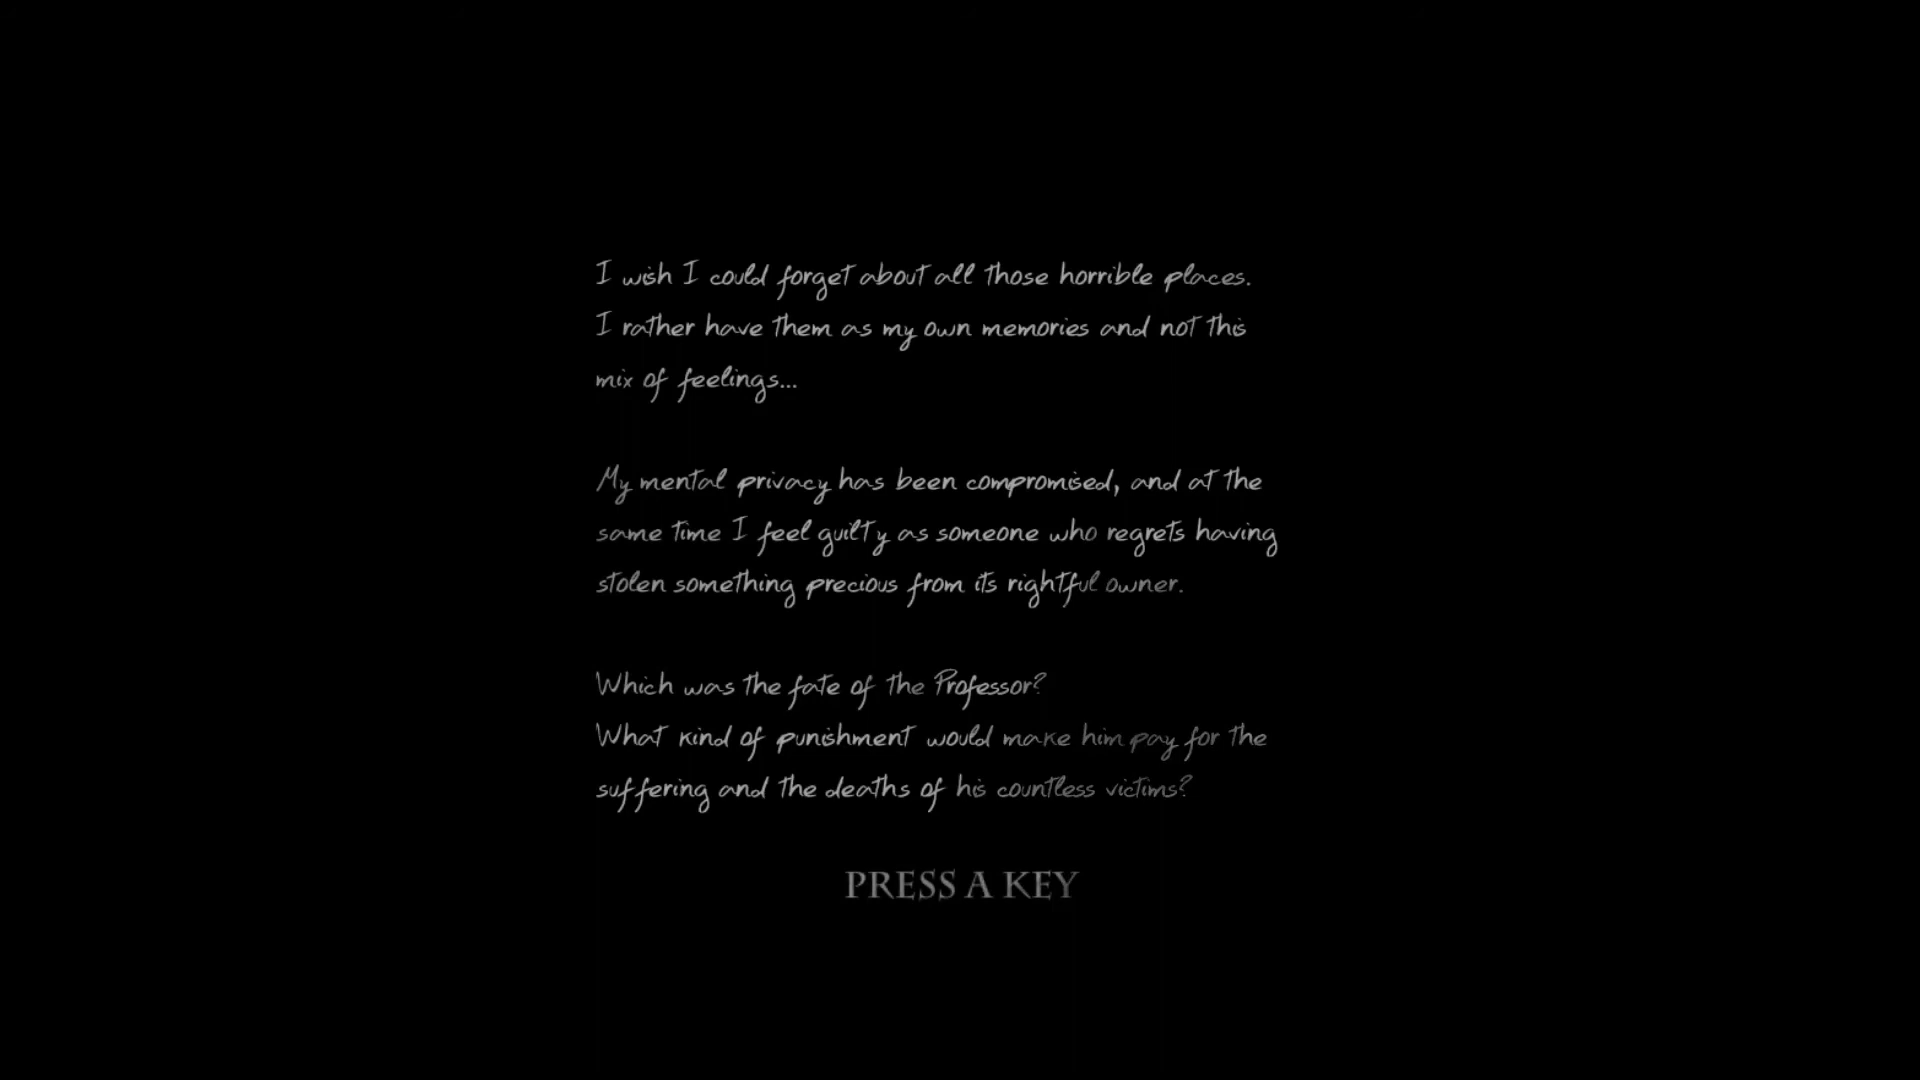 I wish I could forget about all those horrible places.
I rather have them as my own memories and not this
mix of feelings...
My mental privacy has been compromised, and at the
same time I feel guilty as someone who regrets having
stolen something precious from its rightful owner.
Which was the fate of the Professor?
What kind of punishment would make him pay for the
suffering and the deaths of his countless victims?
PRESS A KEY